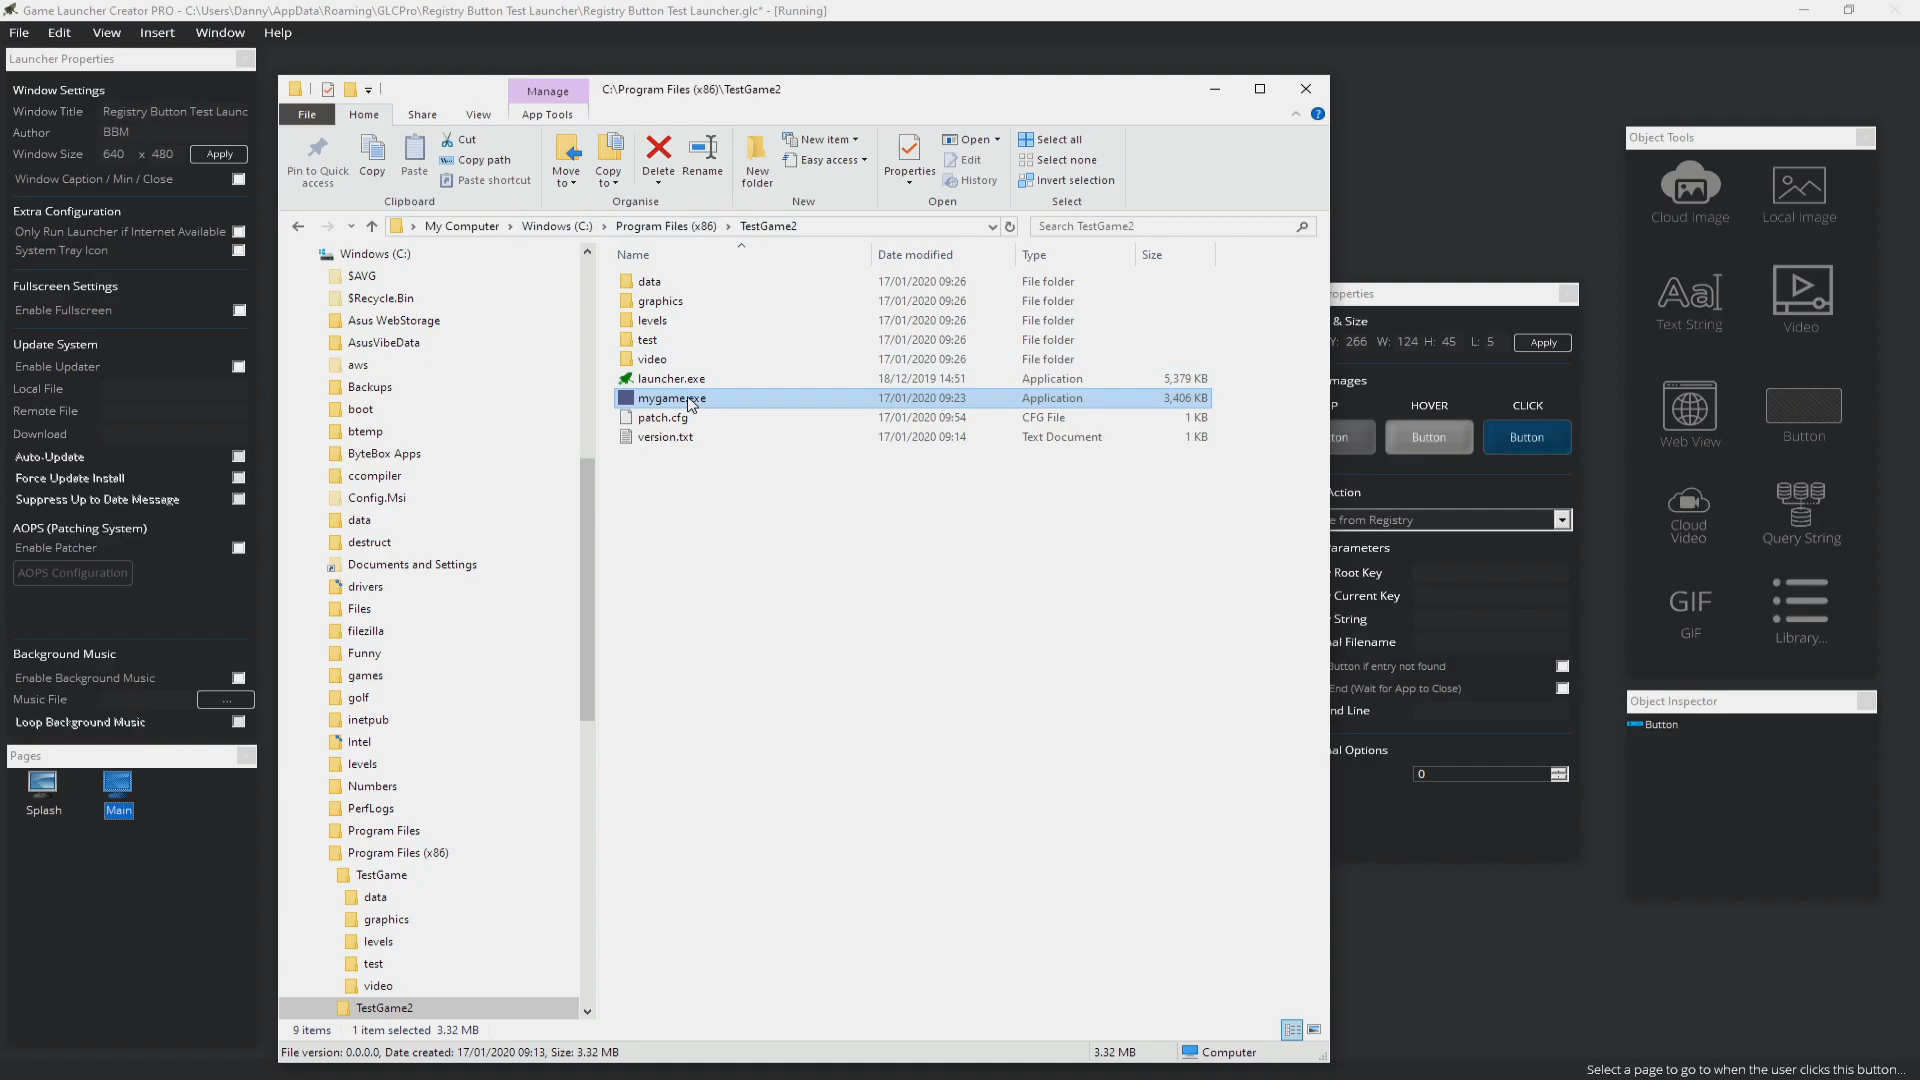 Game Launcher Creator PRO - C:\Users\Danny\AppData\Roaming\GLCPro\Registry Button Test Launcher\Registry Button Test Launcher.glc* - [Running]
File Edit View Insert Window Help
Launcher Properties
Window Settings
Window Title Registry Button Test Launc
Author BBM
Window Size 640 x 480 Apply
Window Caption / Min / Close
Extra Configuration
Only Run Launcher if Internet Available
System Tray Icon
Fullscreen Settings
Enable Fullscreen
Update System
Enable Updater
Local File
Remote File
Download
Auto-Update
Force Update Install
Suppress Up to Date Message
AOPS (Patching System)
Enable Patcher
AOPS Configuration
Background Music
Enable Background Music
Music File ...
Loop Background Music
Pages
Splash Main
Manage C:\Program Files (x86)\TestGame2
File Home Share View App Tools
Pin to Quick access
Copy
Paste
Cut
Copy path
Paste shortcut
Clipboard
Move to
Copy to
Delete
Rename
Organise
New folder
New item
Easy access
New
Properties
Open
Edit
History
Open
Select all
Select none
Invert selection
Select
My Computer Windows (C:) Program Files (x86) TestGame2
Search TestGame2
Windows (C:)
$AVG
$Recycle.Bin
Asus WebStorage
AsusVibeData
aws
Backups
boot
btemp
ByteBox Apps
ccompiler
Config.Msi
data
destruct
Documents and Settings
drivers
Files
filezilla
Funny
games
golf
inetpub
Intel
levels
Numbers
PerfLogs
Program Files
Program Files (x86)
TestGame
data
graphics
levels
test
video
TestGame2
Name Date modified Type Size
data 17/01/2020 09:26 File folder
graphics 17/01/2020 09:26 File folder
levels 17/01/2020 09:26 File folder
test 17/01/2020 09:26 File folder
video 17/01/2020 09:26 File folder
launcher.exe 18/12/2019 14:51 Application 5,379 KB
mygame.exe 17/01/2020 09:23 Application 3,406 KB
patch.cfg 17/01/2020 09:54 CFG File 1 KB
version.txt 17/01/2020 09:14 Text Document 1 KB
9 items 1 item selected 3.32 MB
File version: 0.0.0.0, Date created: 17/01/2020 09:13, Size: 3.32 MB 3.32 MB Computer
operties
& Size
Y: 266 W: 124 H: 45 L: 5 Apply
mages
P HOVER CLICK
ton Button Button
ction
e from Registry
arameters
Root Key
Current Key
String
al Filename
Button if entry not found
End (Wait for App to Close)
nd Line
al Options
0
Object Tools
Cloud Image Local Image
Text String Video
Web View Button
Cloud Video Query String
GIF
GIF Library...
Object Inspector
Button
Select a page to go to when the user clicks this button...